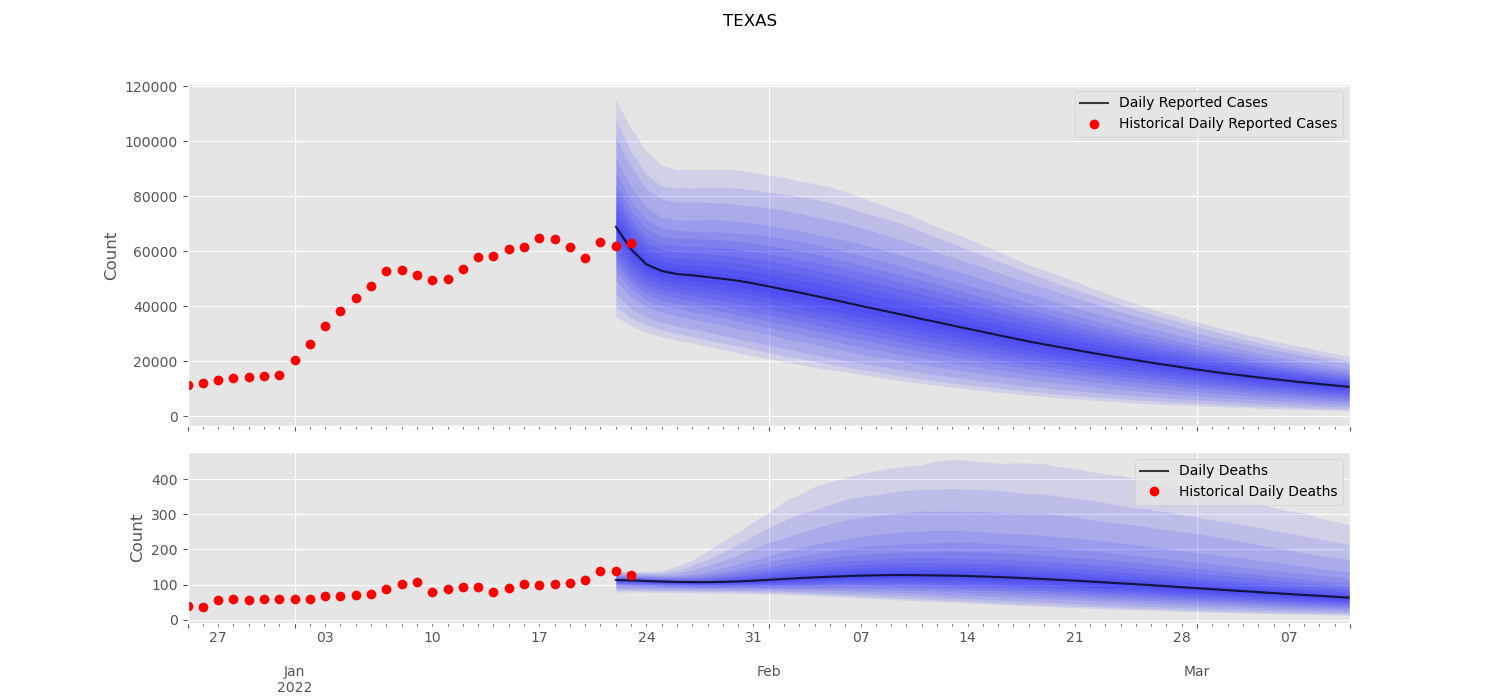 TEXAS
120000
100000
80000
60000
40000
20000
0
Count
Daily Reported Cases
Historical Daily Reported Cases
400
300
200
100
0
Count
Daily Deaths
Historical Daily Deaths
27 03 10 17 24 31 07 14 21 28 07
Jan Feb Mar
2022